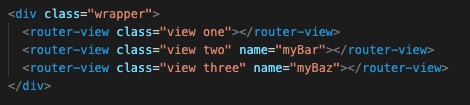 <div class="wrapper">
<router-view class="view one"></router-view>
<router-view class="view two" name="myBar"></router-view>
<router-view class="view three" name="myBaz"></router-view>
</div>